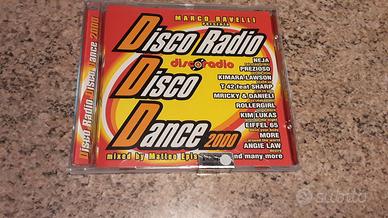 MARCO RAVELLI
PRESENTA
Disco Radio
discoradio
Disco
Dance 2000
NEJA
PREZIOSO
KIMARA LAWSON
T 42 feat SHARP
MRICKY & DANIELI
ROLLERGIRL
KIM LUKAS
EIFFEL 65
MORE
ANGIE LAW
and many more
mixed by Matteo Epis
Disco Radio Disco Dance 2000
subito